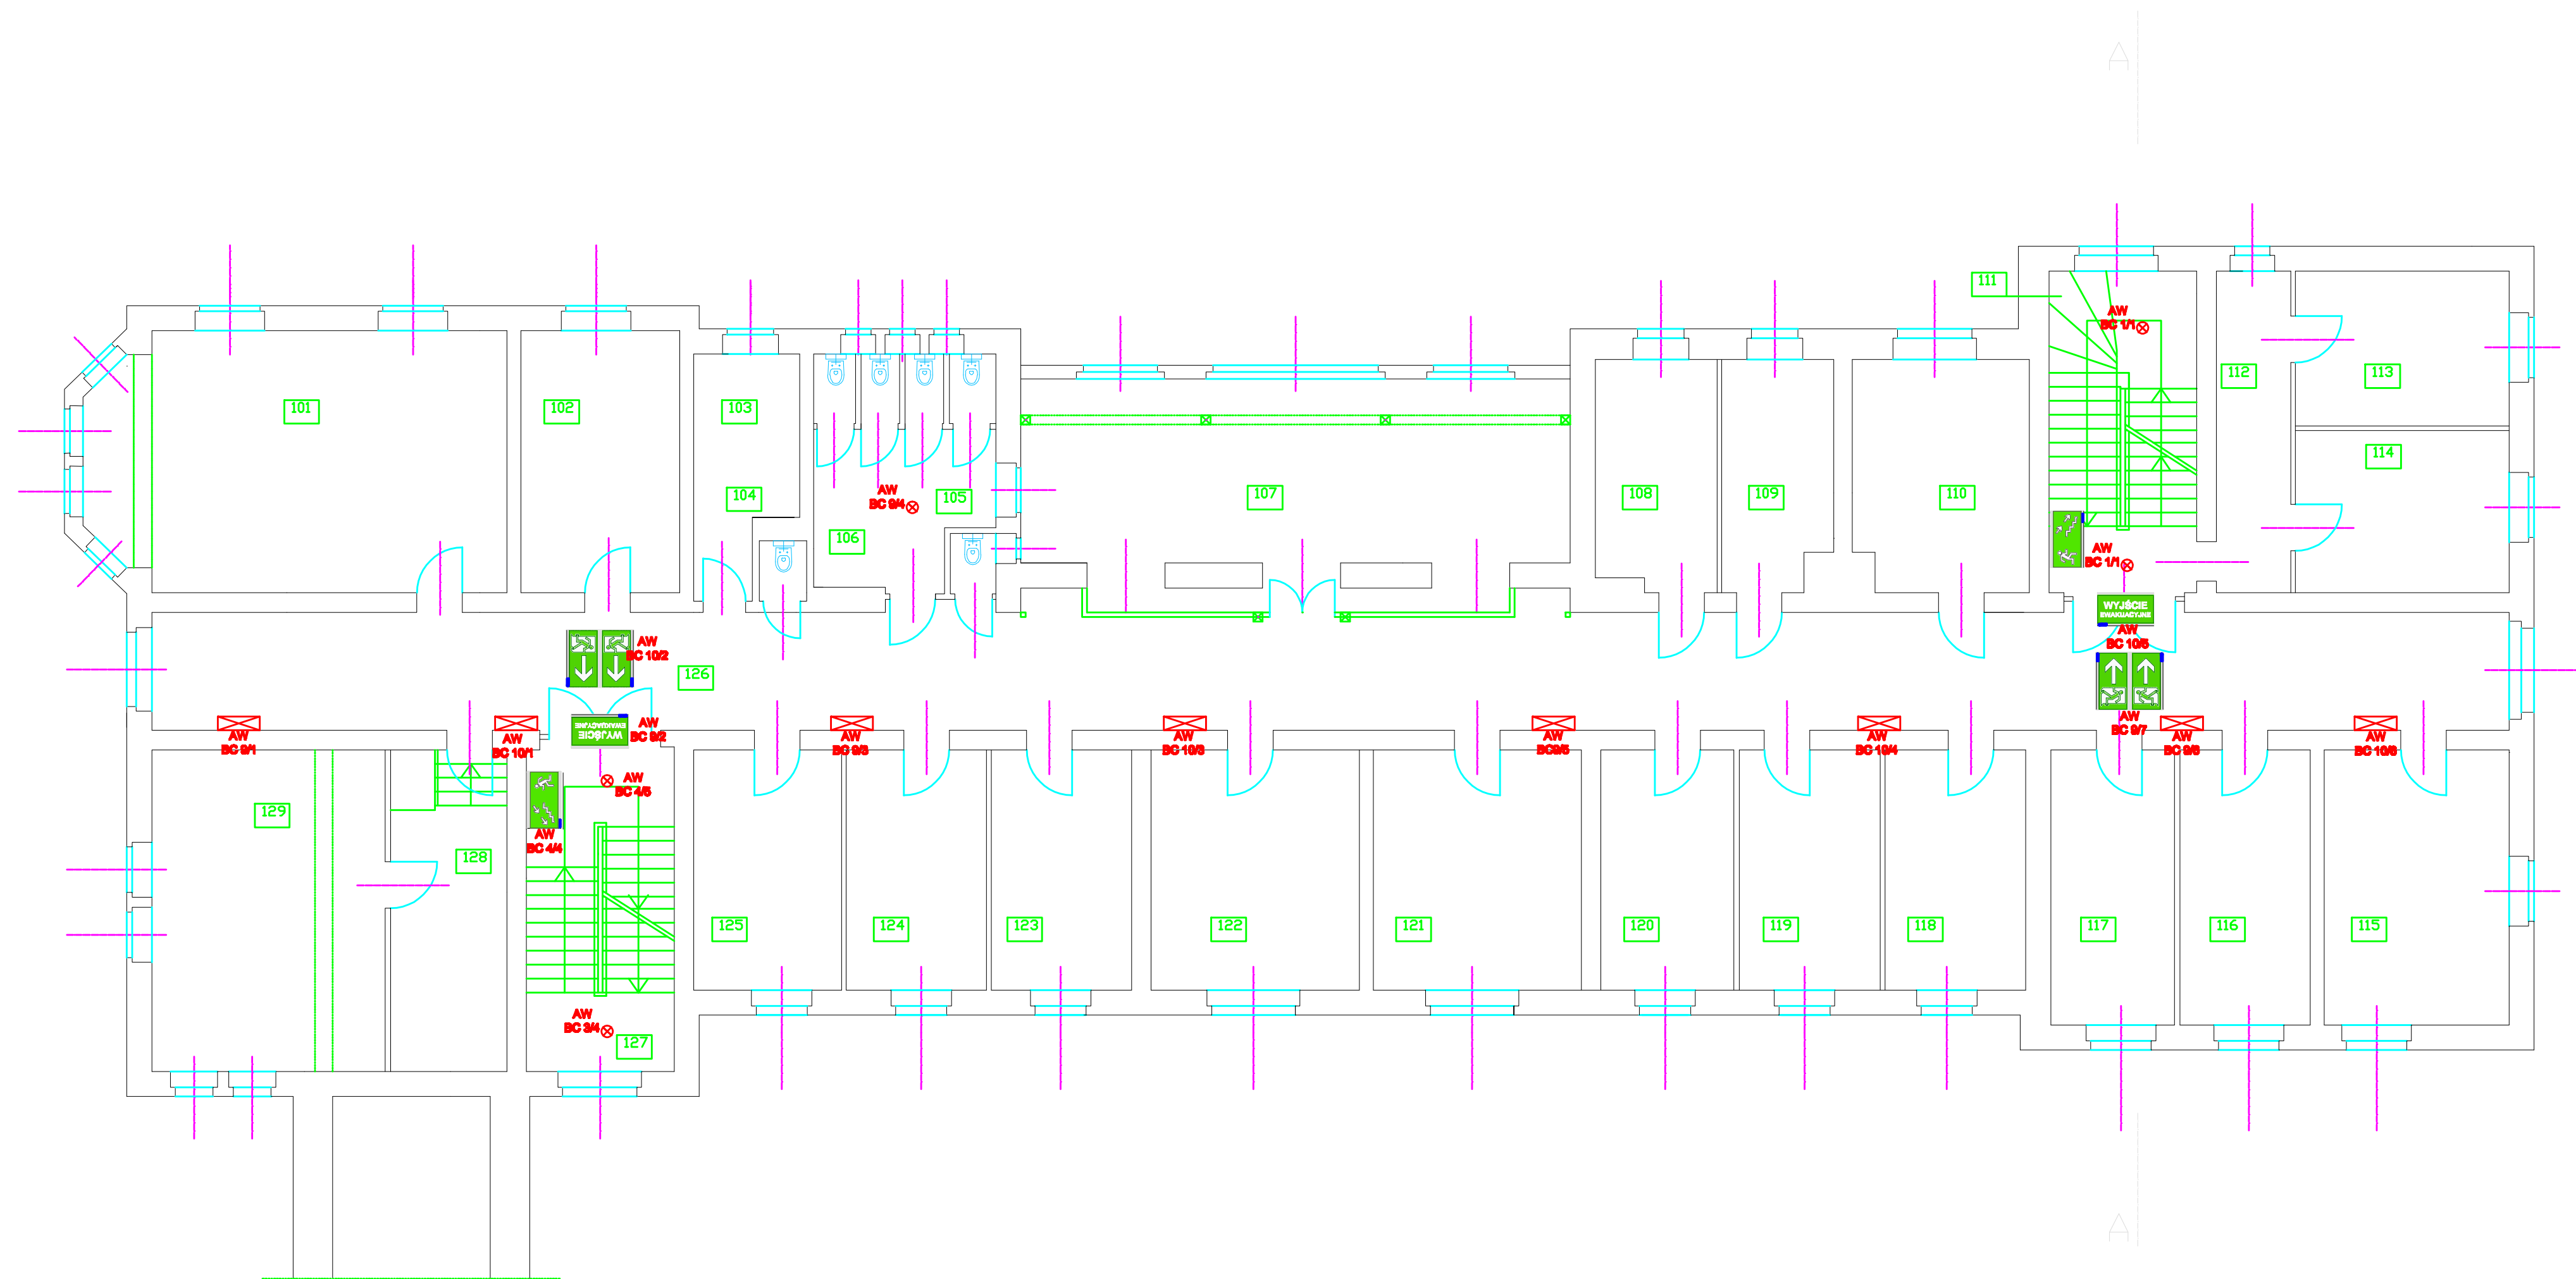 A
111
AW
BC 1/1
101
102
103
112
113
114
104
AW
BC 9/4
105
106
107
108
109
110
AW
BC 1/1
WYJŚCIE
EWAKUACYJNE
AW
BC 10/5
AW
BC 10/2
126
AW
BC 9/1
AW
BC 10/1
WYJŚCIE
EWAKUACYJNE
AW
BC 9/2
AW
BC 9/3
AW
BC 10/3
AW
BC9/5
AW
BC 10/4
AW
BC 9/7
AW
BC 9/6
AW
BC 10/6
AW
BC 4/5
AW
BC 4/4
129
128
125
124
123
122
121
120
119
118
117
116
115
AW
BC 3/4
127
A